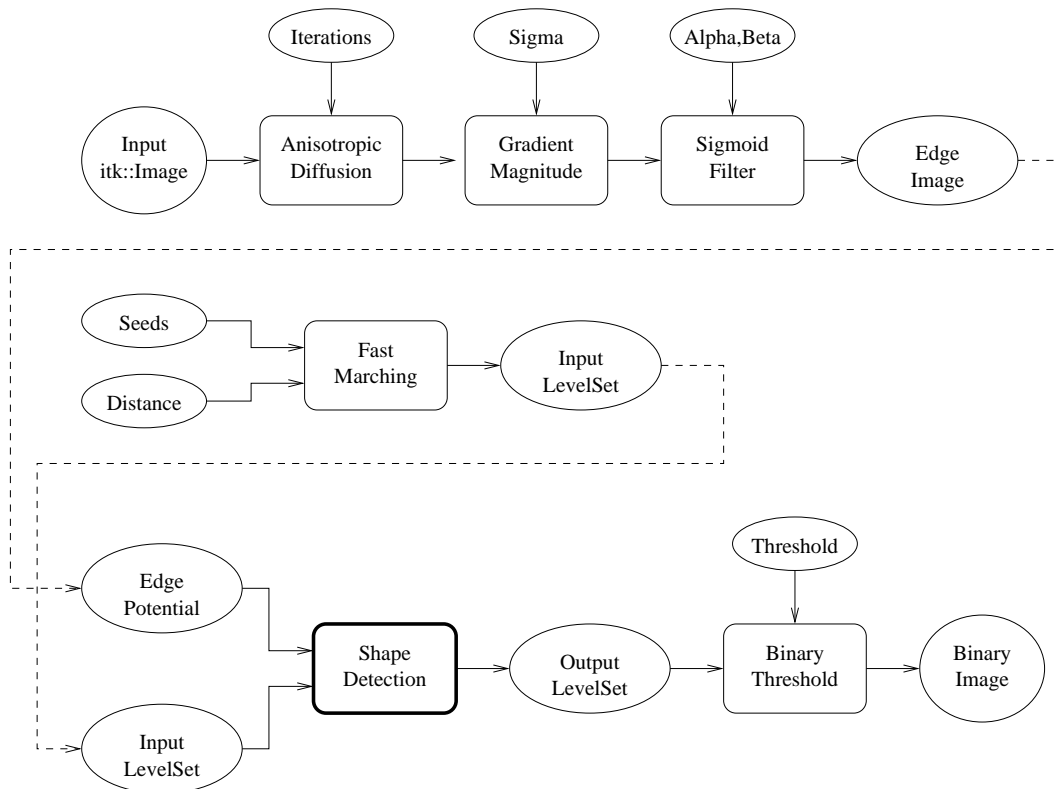 Iterations
Sigma
Alpha,Beta
Input
itk::Image
Anisotropic
Diffusion
Gradient
Magnitude
Sigmoid
Filter
Edge
Image
Seeds
Distance
Fast
Marching
Input
LevelSet
Threshold
Edge
Potential
Shape
Detection
Output
LevelSet
Binary
Threshold
Binary
Image
Input
LevelSet